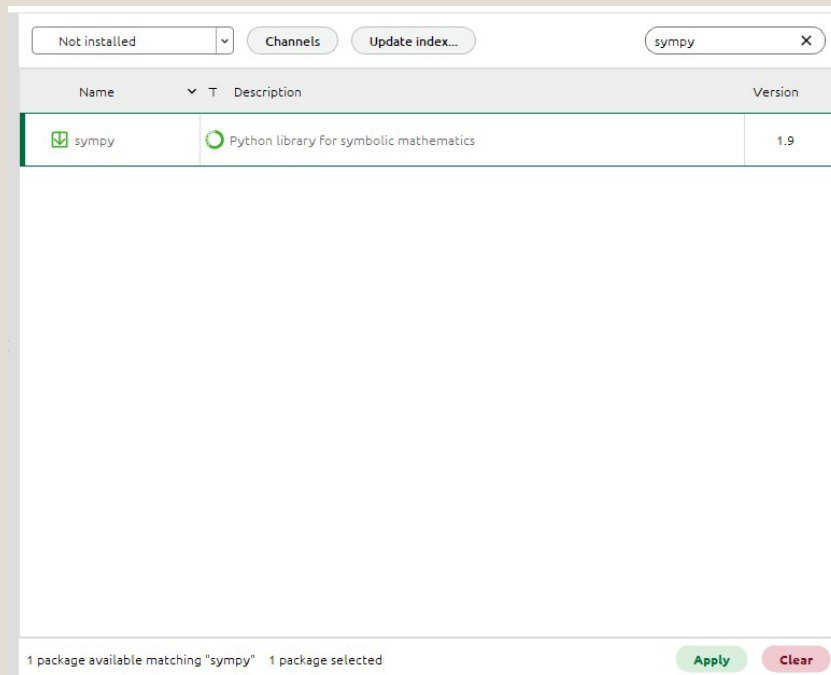 Not installed Channels Update index... sympy
Name T Description Version
sympy Python library for symbolic mathematics 1.9
1 package available matching "sympy" 1 package selected Apply Clear